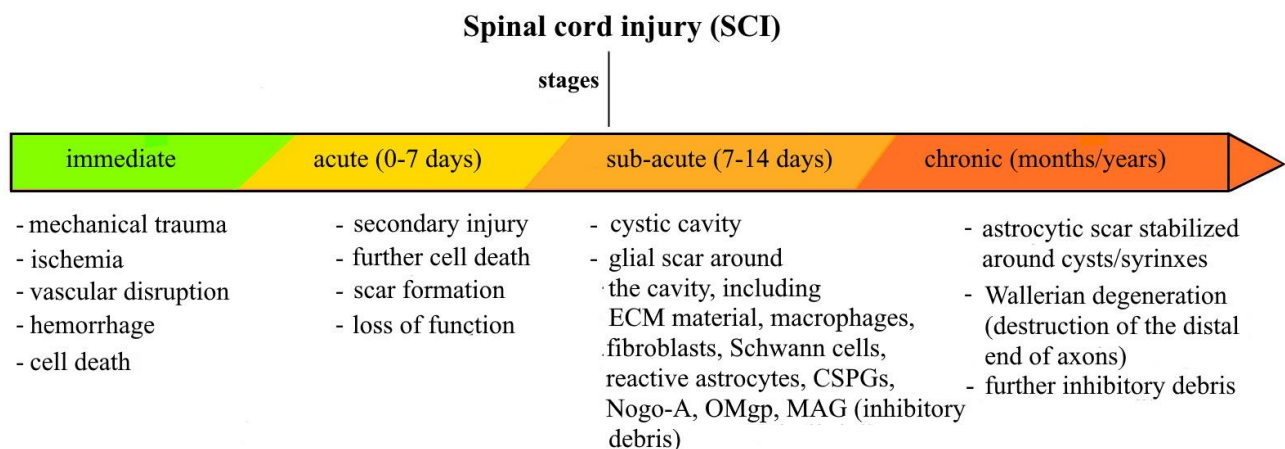 Spinal cord injury (SCI)
stages
immediate
acute (0-7 days)
sub-acute (7-14 days)
chronic (months/years)
- mechanical trauma
- ischemia
- vascular disruption
- hemorrhage
- cell death
- secondary injury
- further cell death
- scar formation
- loss of function
- cystic cavity
- glial scar around
the cavity, including
ECM material, macrophages,
fibroblasts, Schwann cells,
reactive astrocytes, CSPGs,
Nogo-A, OMgp, MAG (inhibitory
debris)
- astrocytic scar stabilized
around cysts/syrinxes
- Wallerian degeneration
(destruction of the distal
end of axons)
- further inhibitory debris